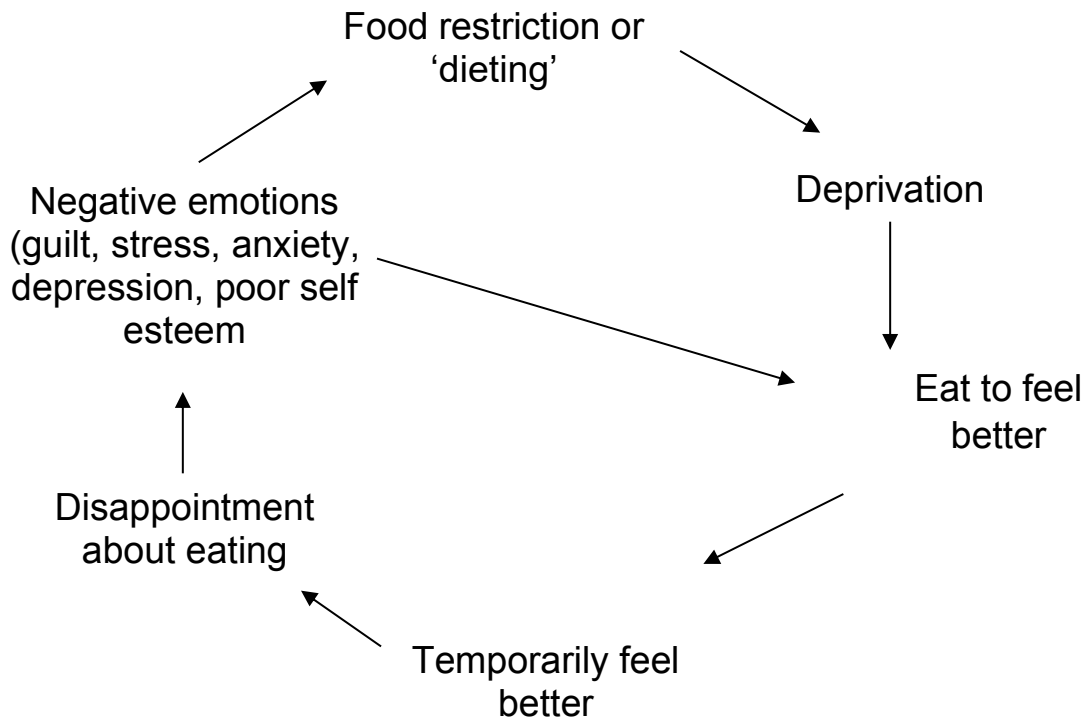 Food restriction or
‘dieting’
Deprivation
Negative emotions
(guilt, stress, anxiety,
depression, poor self
esteem
Eat to feel
better
Disappointment
about eating
Temporarily feel
better